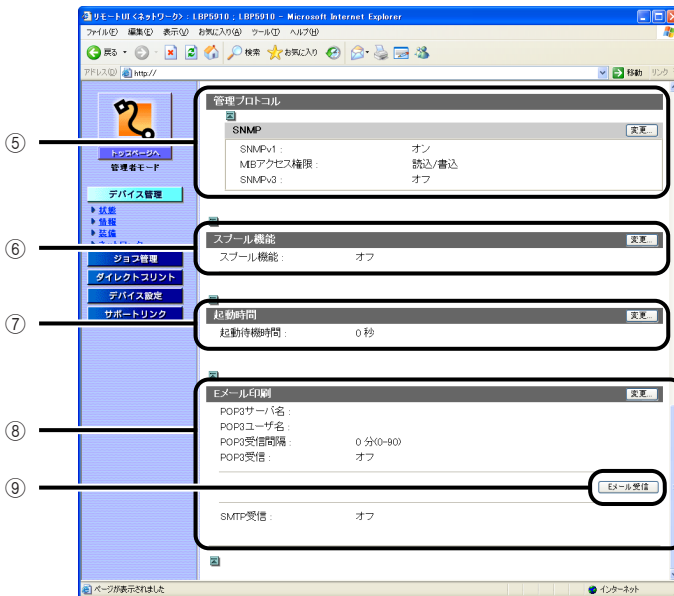 リモートUI <ネットワーク> : LBP5910 ; LBP5910 - Microsoft Internet Explorer
ファイル(F) 編集(E) 表示(V) お気に入り(A) ツール(T) ヘルプ(H)
戻る 検索 お気に入り
アドレス(D) http:// 移動 リンク
トップページへ
管理者モード
デバイス管理
状態
情報
装備
ネットワーク
ジョブ管理
ダイレクトプリント
デバイス設定
サポートリンク
⑤
管理プロトコル
SNMP 変更...
SNMPv1 : オン
MIBアクセス権限 : 読込/書込
SNMPv3 : オフ
⑥
スプール機能 変更...
スプール機能 : オフ
⑦
起動時間 変更...
起動待機時間 : 0 秒
⑧
Eメール印刷 変更...
POP3サーバ名 :
POP3ユーザ名 :
POP3受信間隔 : 0 分(0-90)
POP3受信 : オフ
⑨
Eメール受信
SMTP受信 : オフ
ページが表示されました インターネット